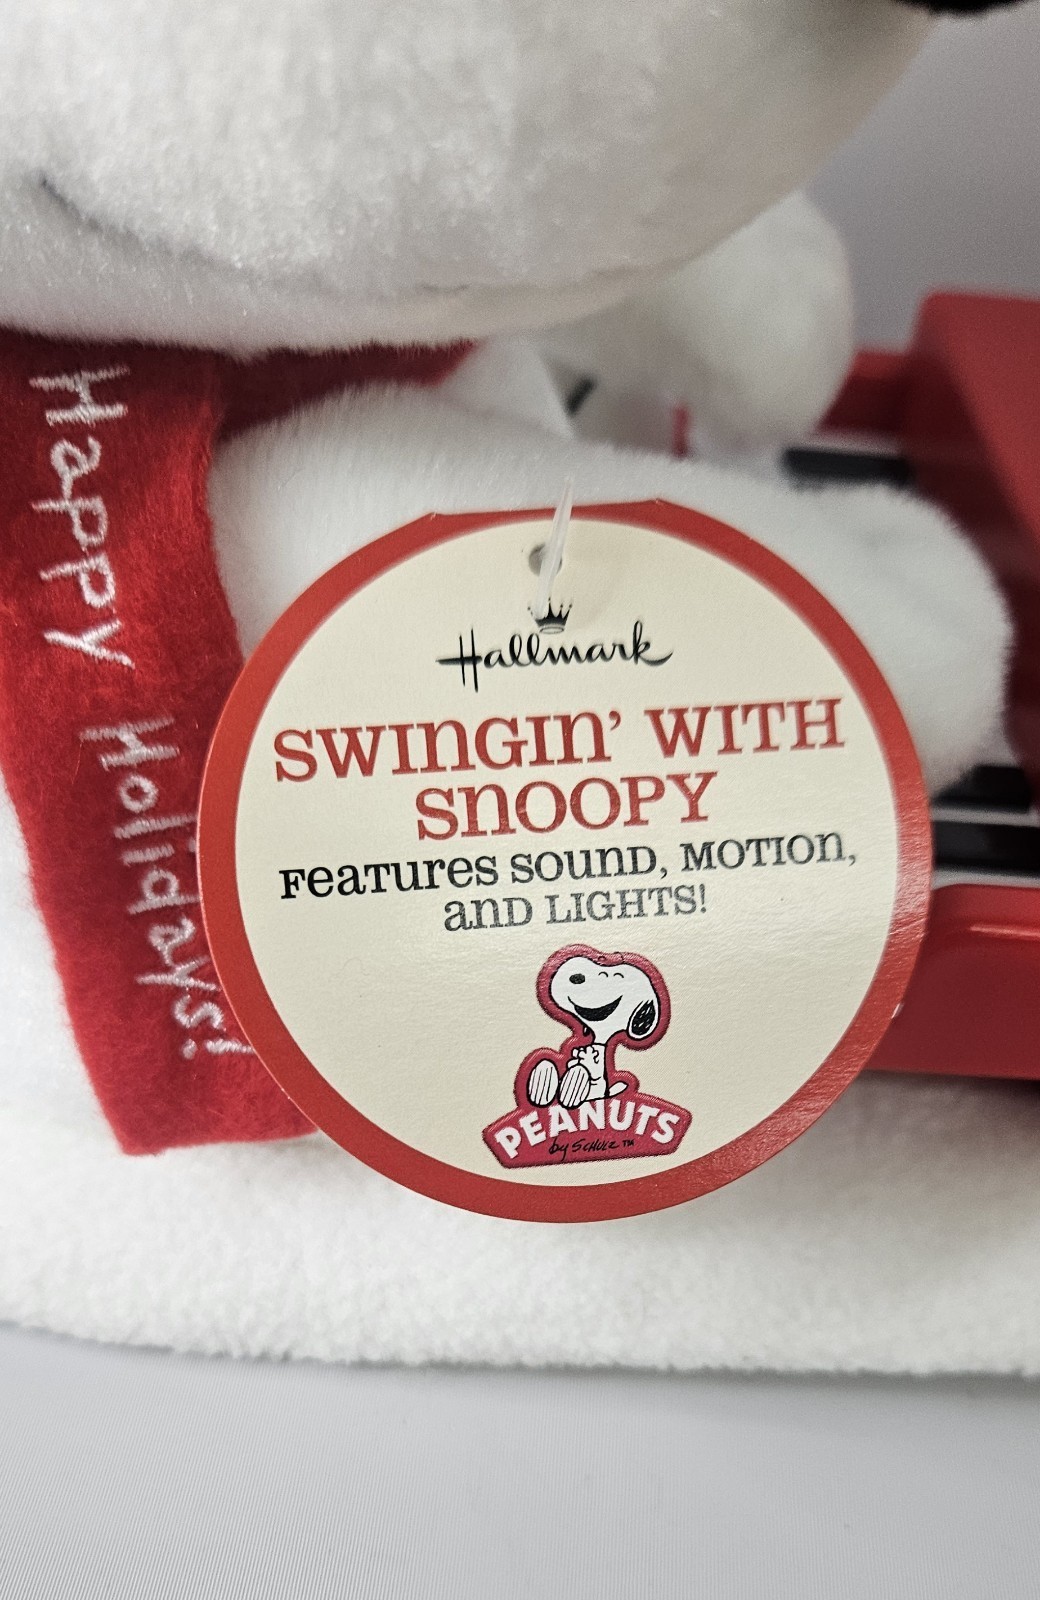 Happy Holidays!
Hallmark
SWINGIN' WITH
SNOOPY
FEATURES SOUND, MOTION,
AND LIGHTS!
PEANUTS
by SCHULZ™